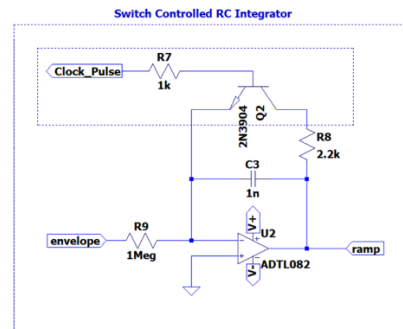 Switch Controlled RC Integrator
Clock_Pulse
R7
1k
2N3904
Q2
R8
2.2k
C3
1n
R9
1Meg
envelope
V+
U2
ADTL082
V-
ramp